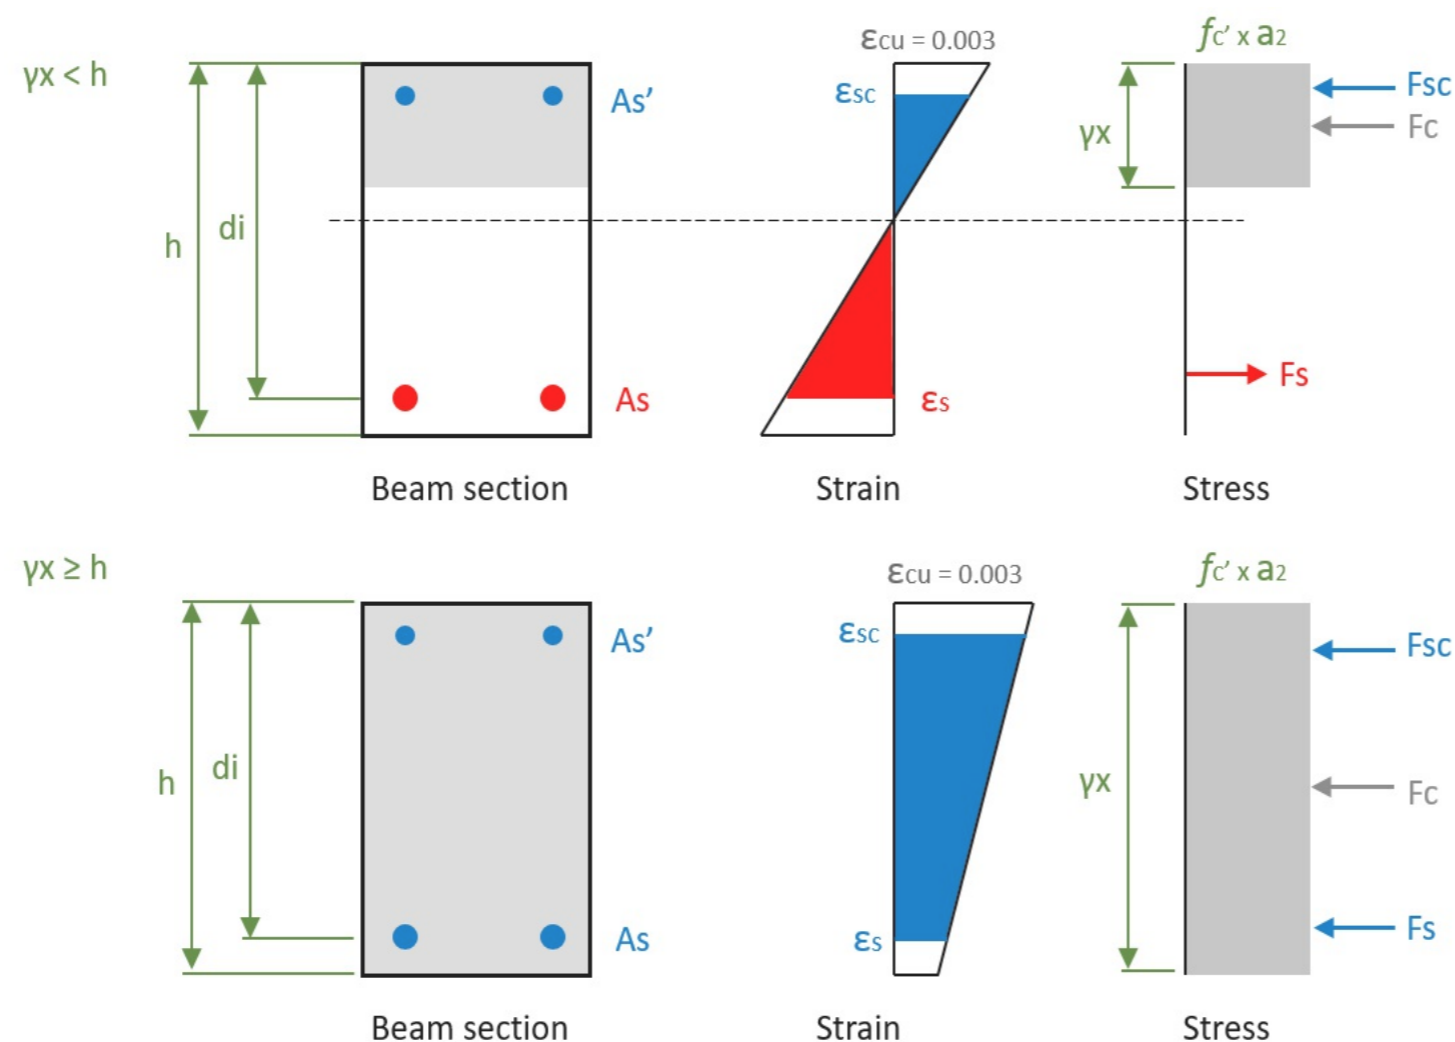 γx < h
εcu = 0.003
fc' x a2
As'
εsc
Fsc
Fc
γx
di
h
As
εs
Fs
Beam section
Strain
Stress
γx ≥ h
εcu = 0.003
fc' x a2
As'
εsc
Fsc
di
h
γx
Fc
As
εs
Fs
Beam section
Strain
Stress